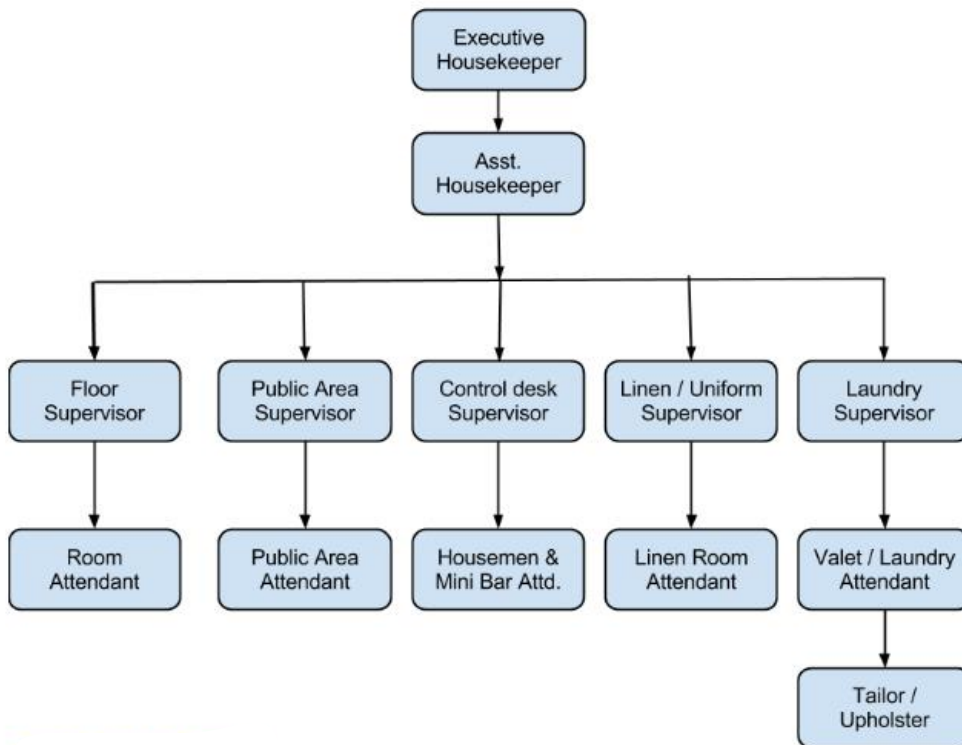 Executive
Housekeeper
Asst.
Housekeeper
Floor
Supervisor
Public Area
Supervisor
Control desk
Supervisor
Linen / Uniform
Supervisor
Laundry
Supervisor
Room
Attendant
Public Area
Attendant
Housemen &
Mini Bar Attd.
Linen Room
Attendant
Valet / Laundry
Attendant
Tailor /
Upholster